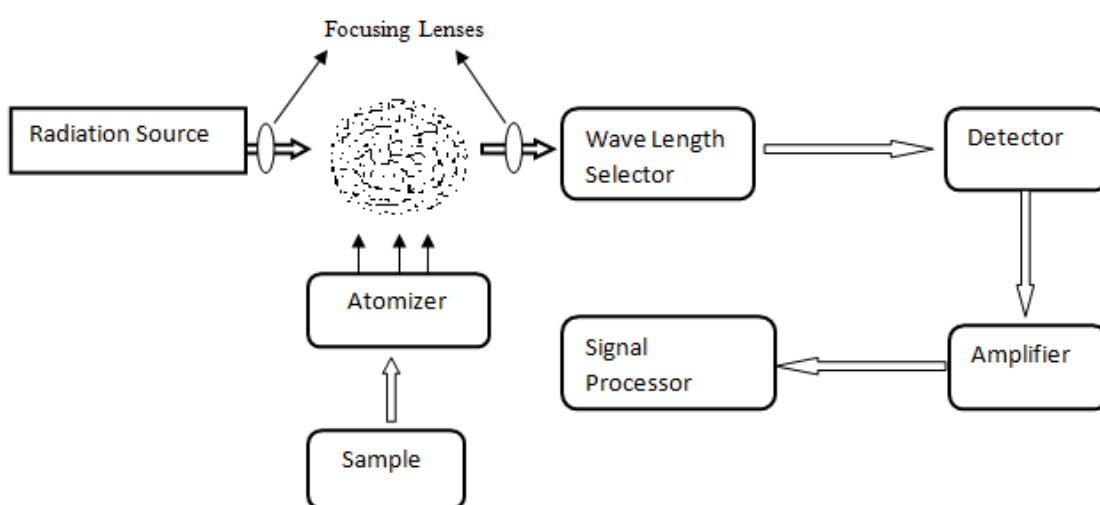 Focusing Lenses
Radiation Source
Wave Length
Selector
Detector
Atomizer
Signal
Processor
Amplifier
Sample